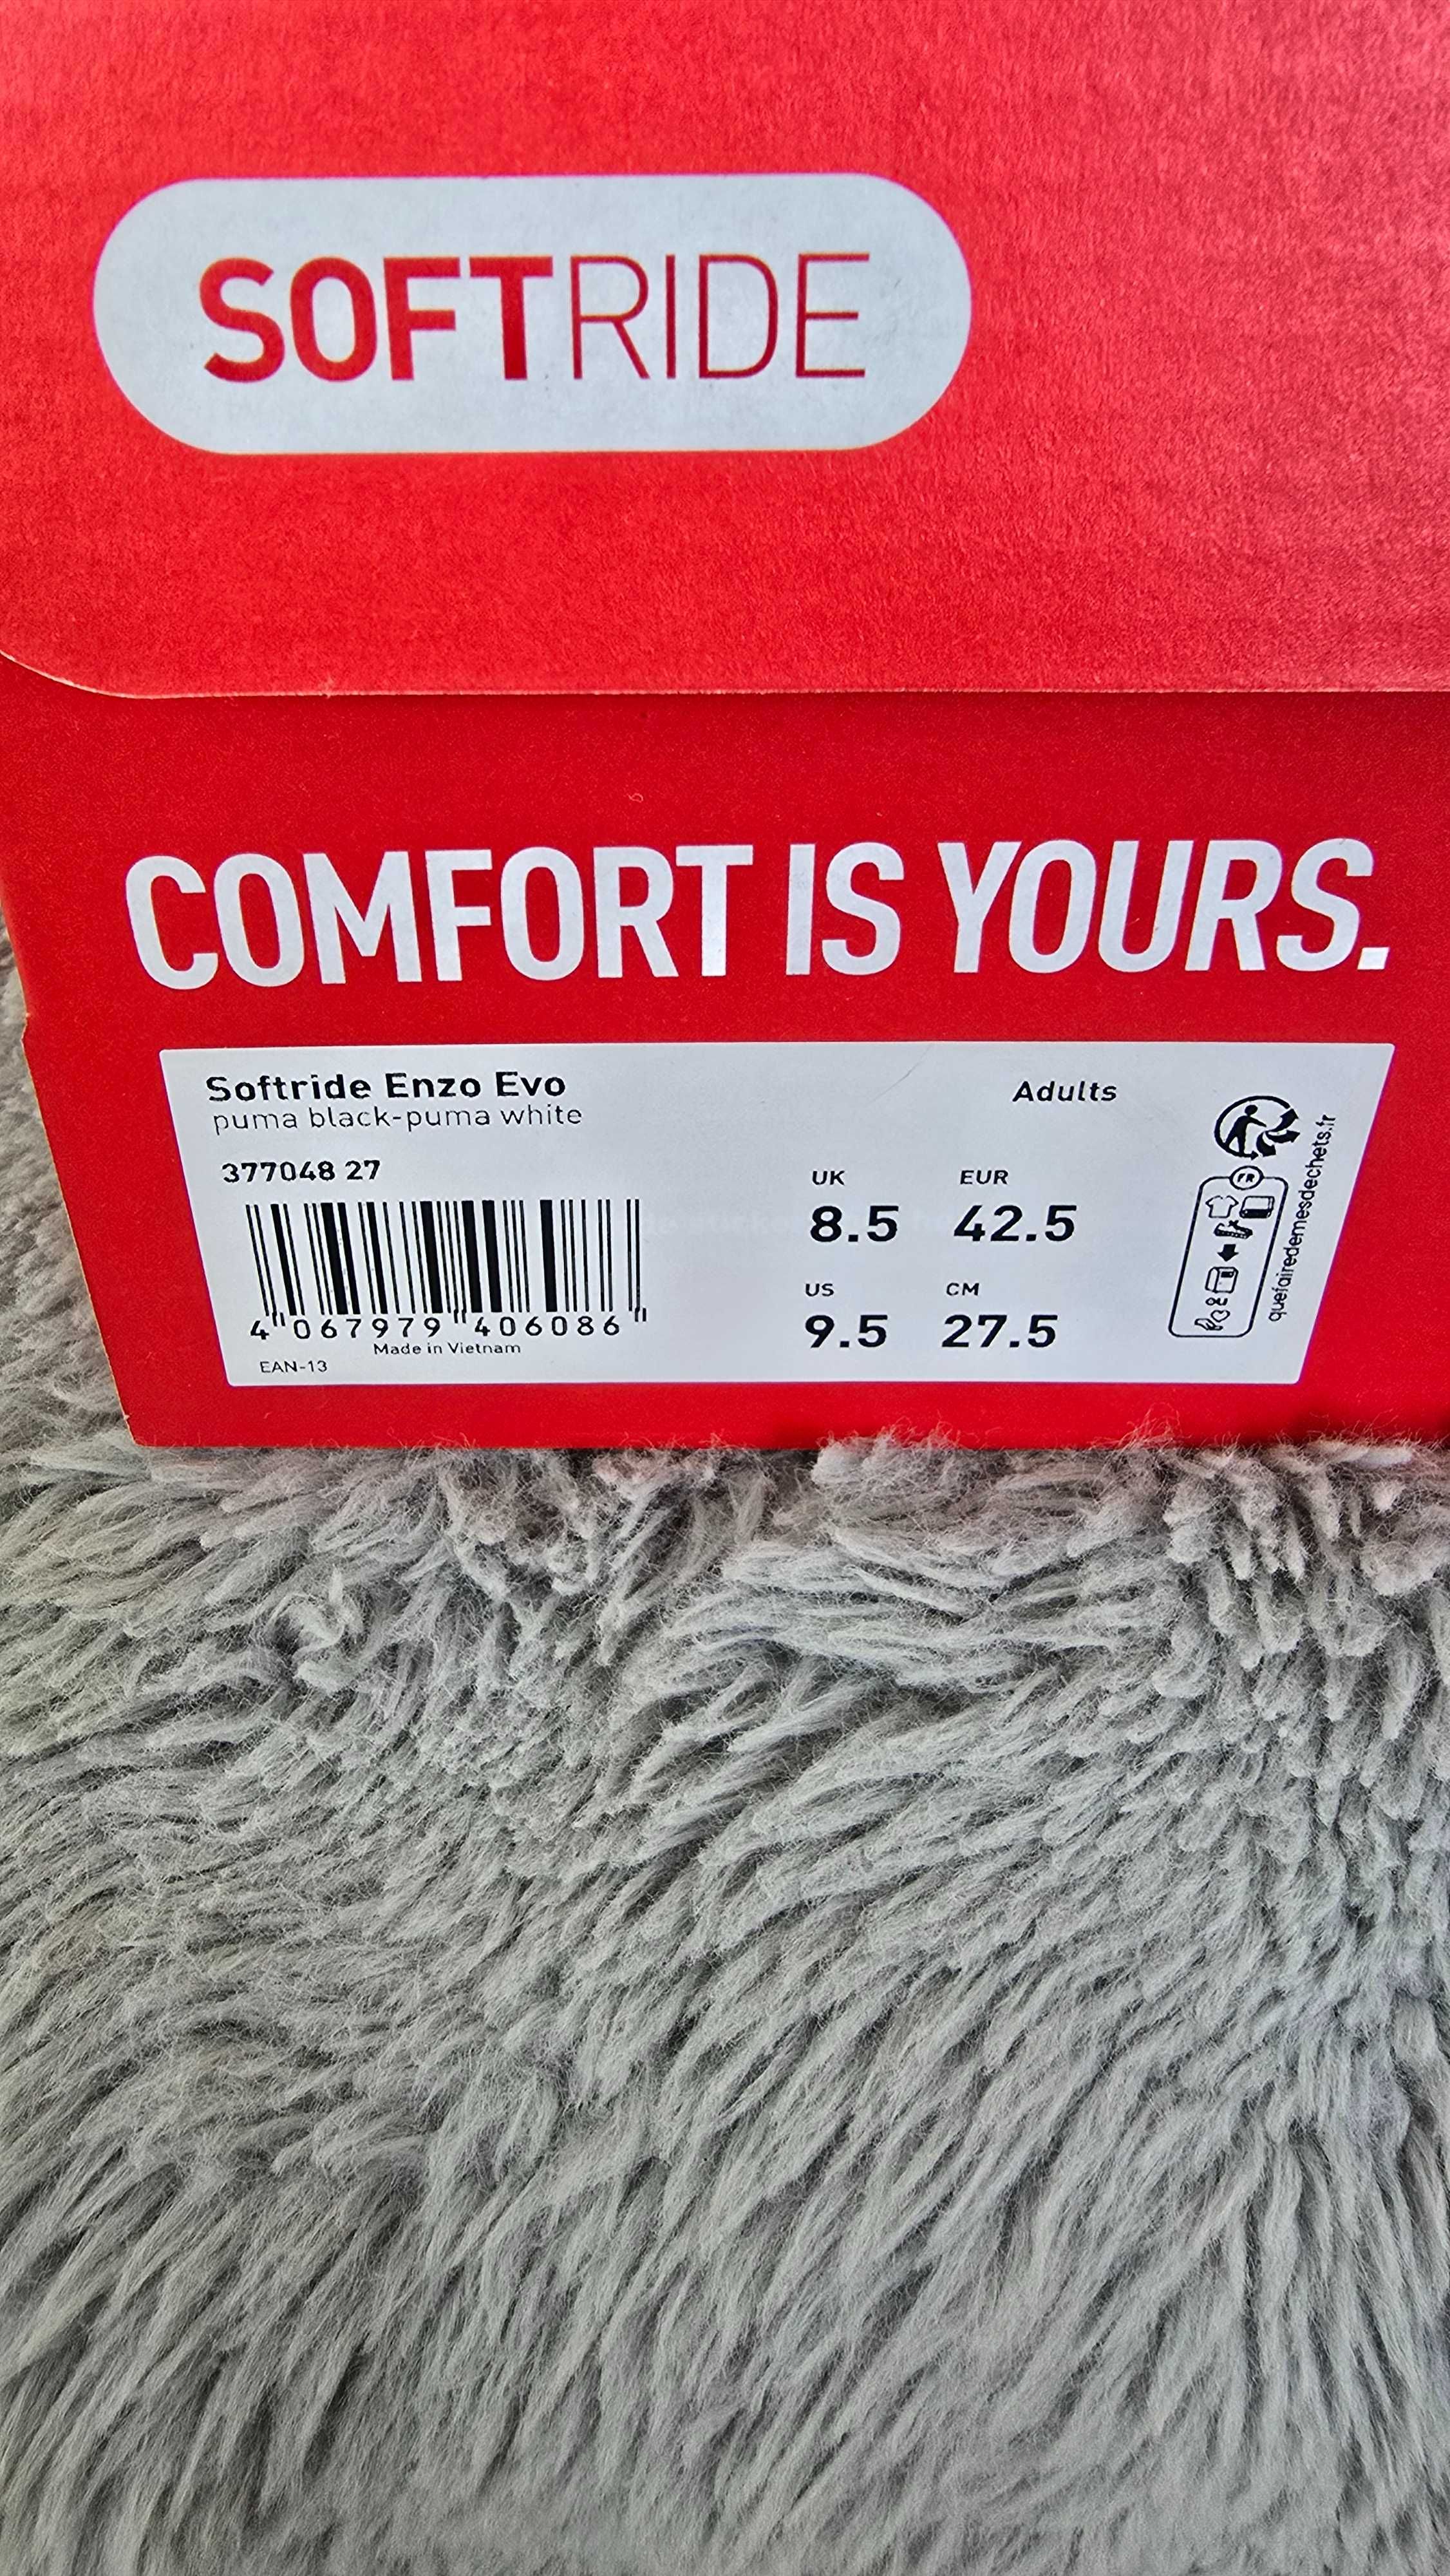 SOFTRIDE
COMFORT IS YOURS.
Softride Enzo Evo
puma black-puma white
Adults
377048 27
UK EUR
8.5 42.5
US CM
9.5 27.5
4 067979 406086
Made in Vietnam
EAN-13
FR
quefairedemesdechets.fr